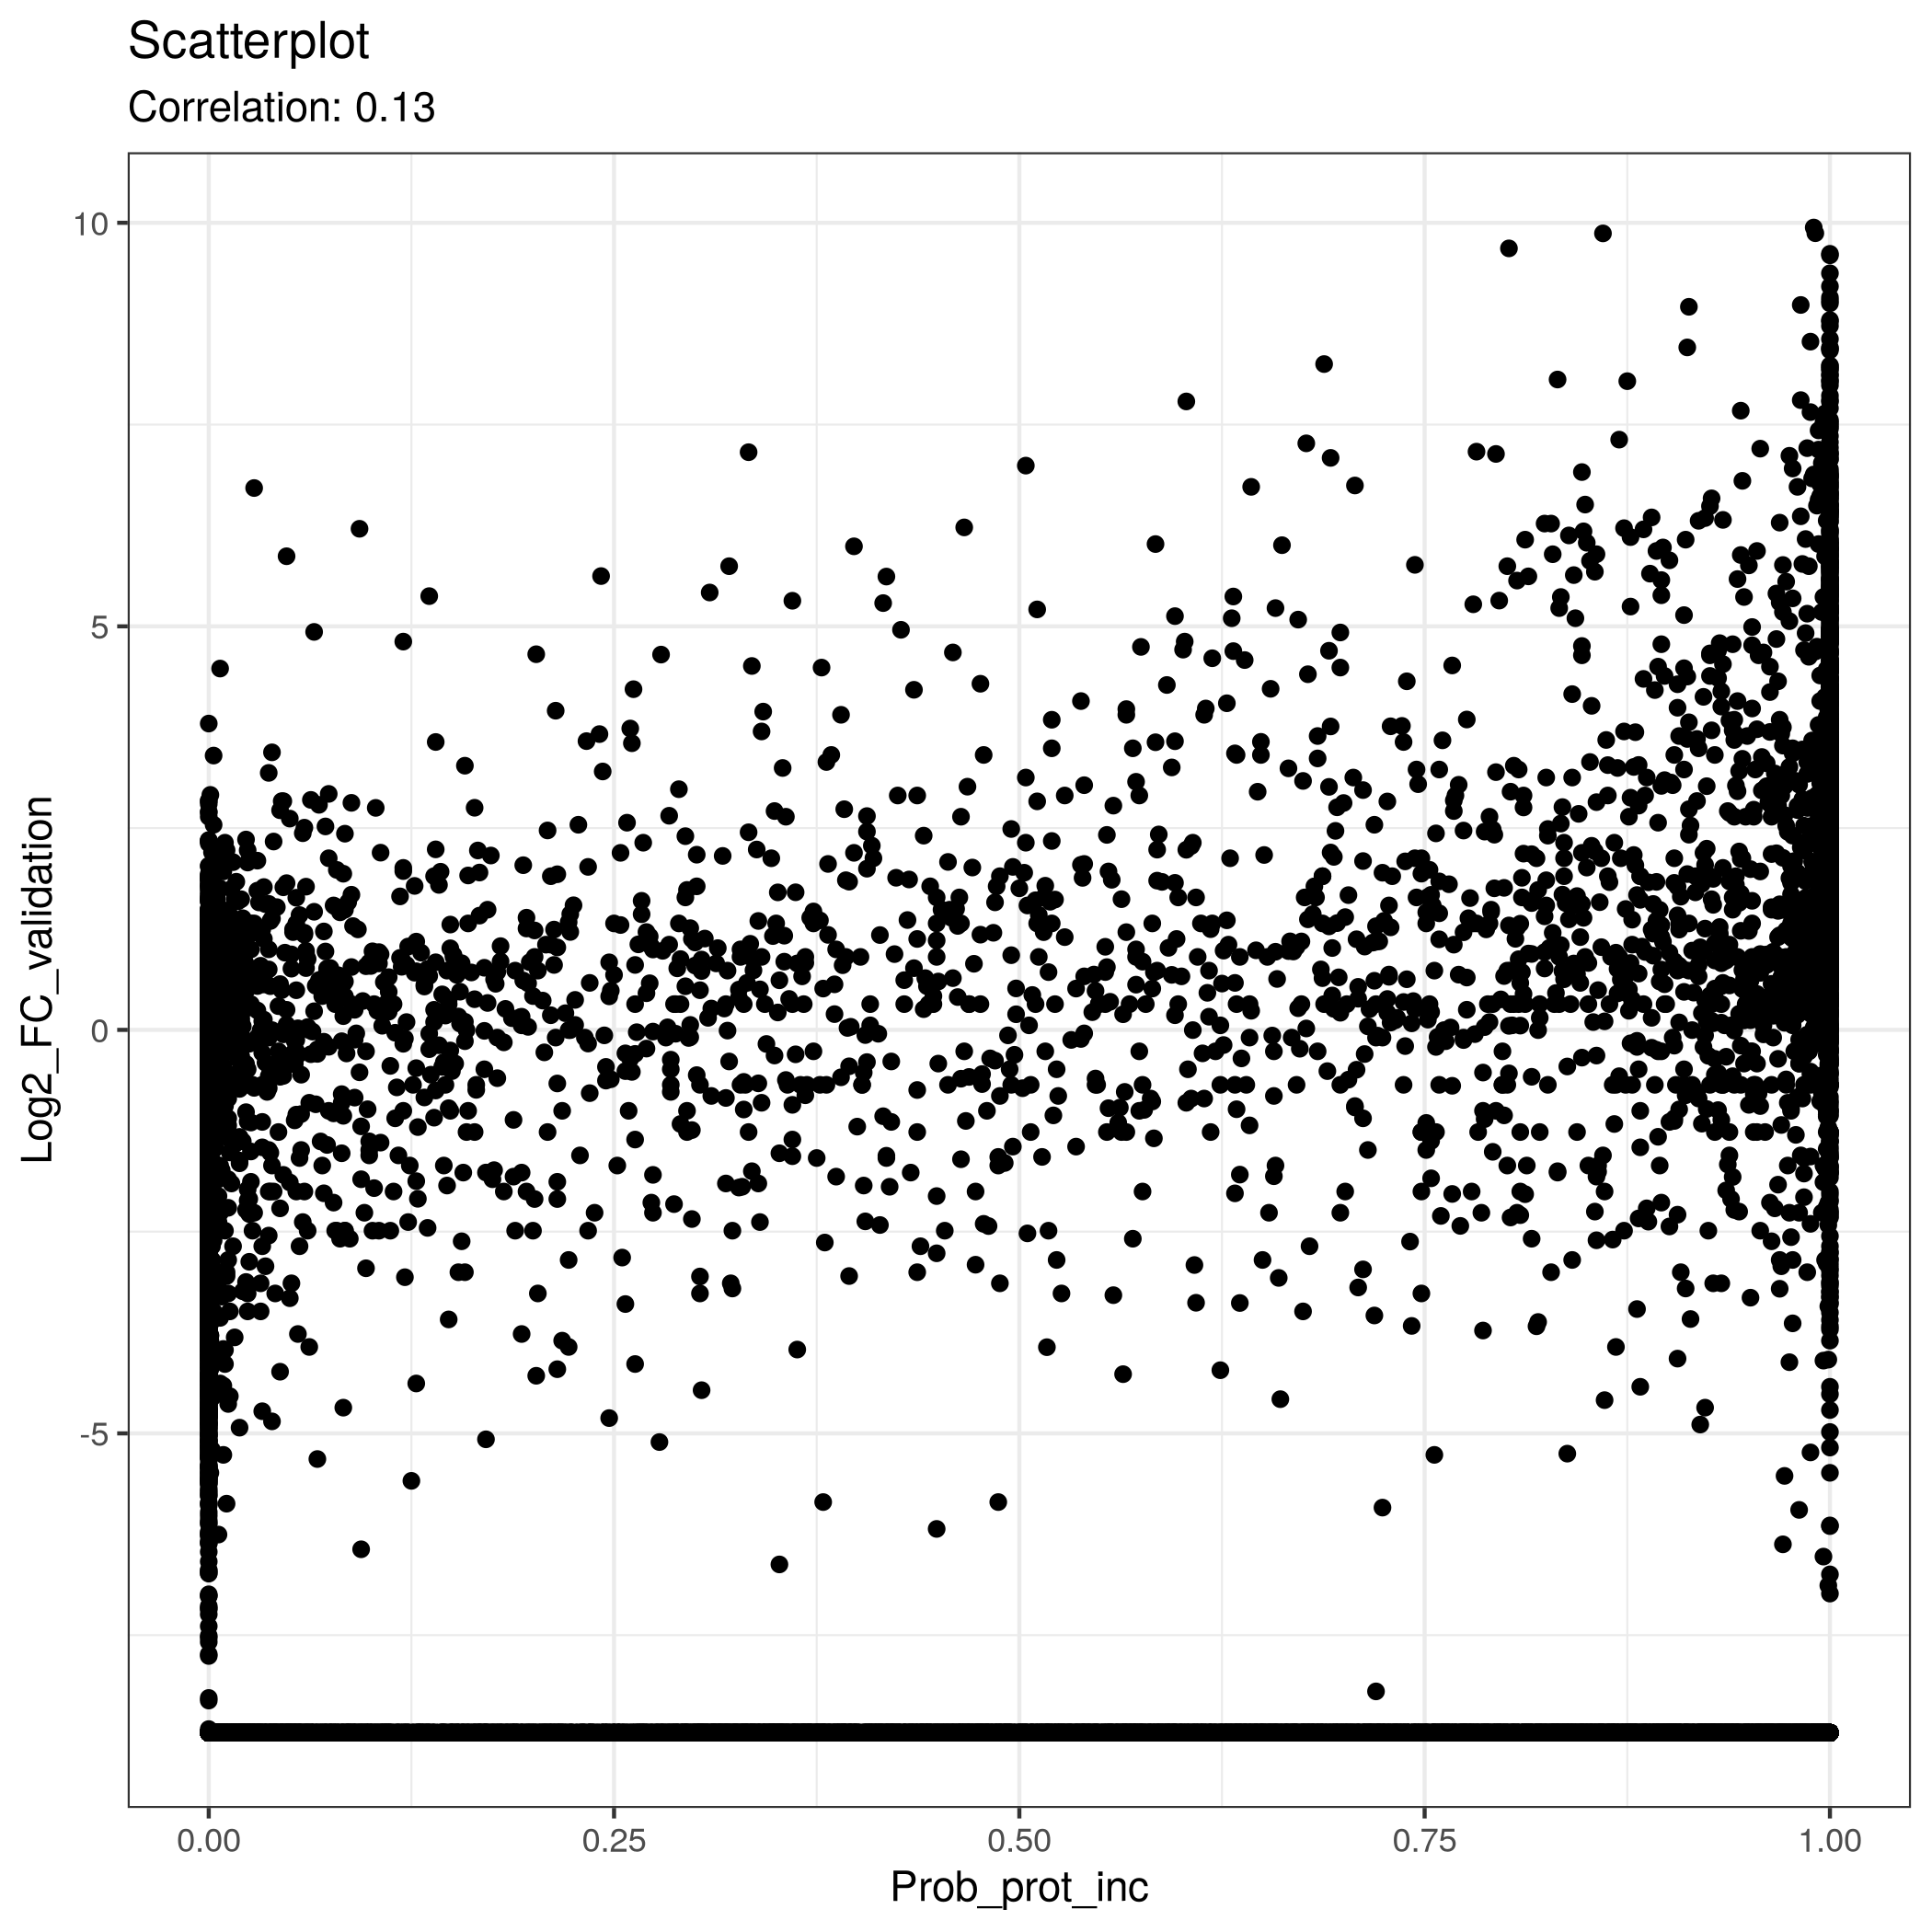 Scatterplot
Correlation: 0.13
10
5
0
-5
Log2_FC_validation
0.00 0.25 0.50 0.75 1.00
Prob_prot_inc